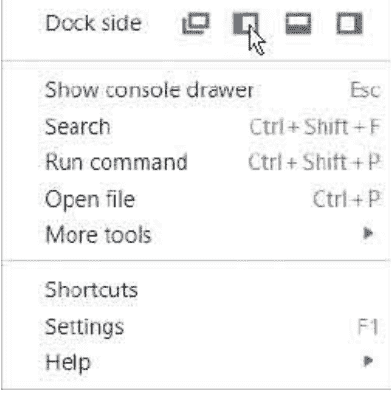 Dock side
Show console drawer Esc
Search Ctrl + Shift + F
Run command Ctrl + Shift + P
Open file Ctrl + P
More tools
Shortcuts
Settings F1
Help